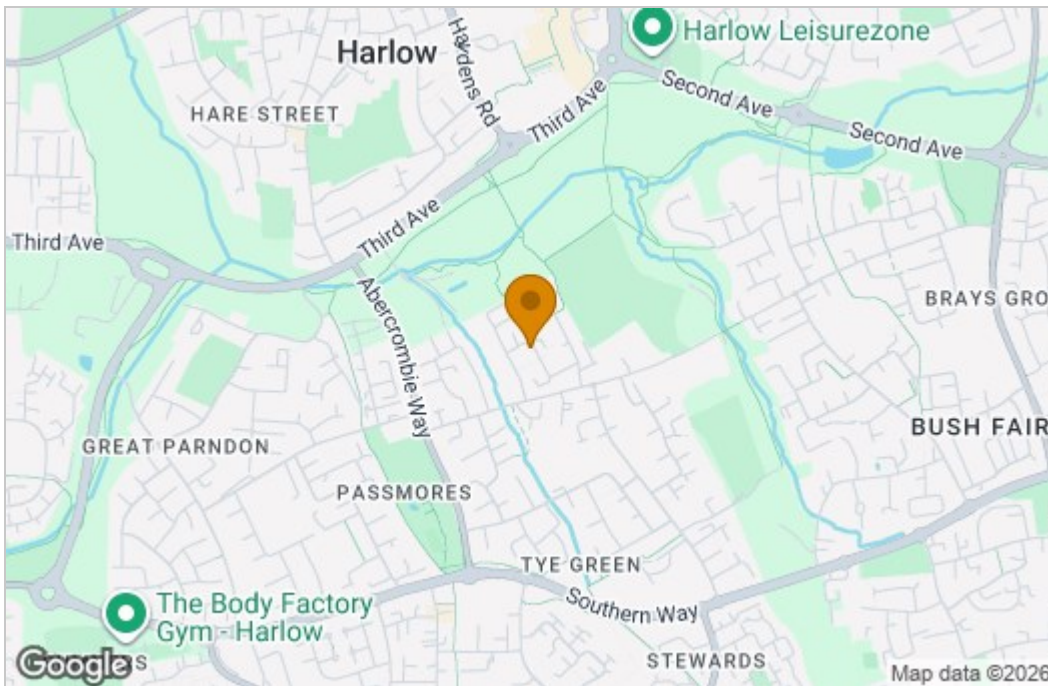 Harlow Leisurezone
Harlow
Haydens Rd
Second Ave
HARE STREET
Third Ave
Second Ave
Third Ave
Third Ave
Abercrombie Way
BRAYS GRO
GREAT PARNDON
BUSH FAIR
PASSMORES
TYE GREEN
The Body Factory
Gym - Harlow
Southern Way
STEWARDS
Google
Map data ©2026